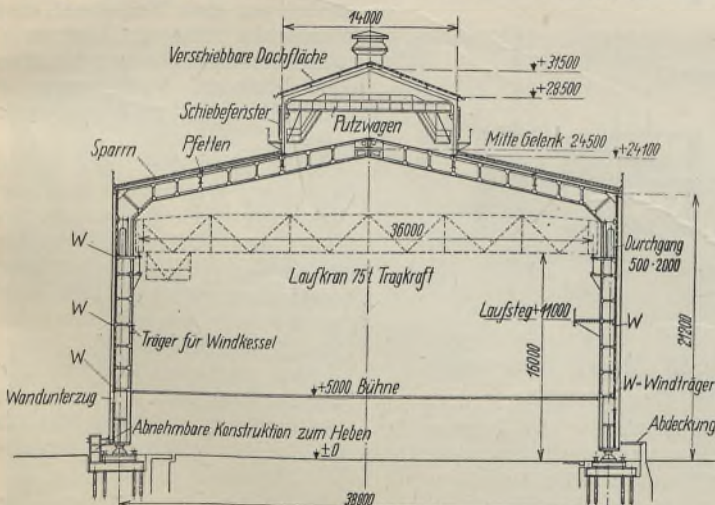 14000
Verschiebbare Dachfläche
+31500
+28500
Schiebefenster
Putzwagen
Mitte Gelenk 24500
Pfetten
Sparrn
+24100
W
36000
Durchgang
500·2000
Laufkran 75t Tragkraft
Laufsteg+11000
W
W
Träger für Windkessel
16000
21200
W
+5000 Bühne
W=Windträger
Wandunterzug
Abdeckung
Abnehmbare Konstruktion zum Heben
±0
38800